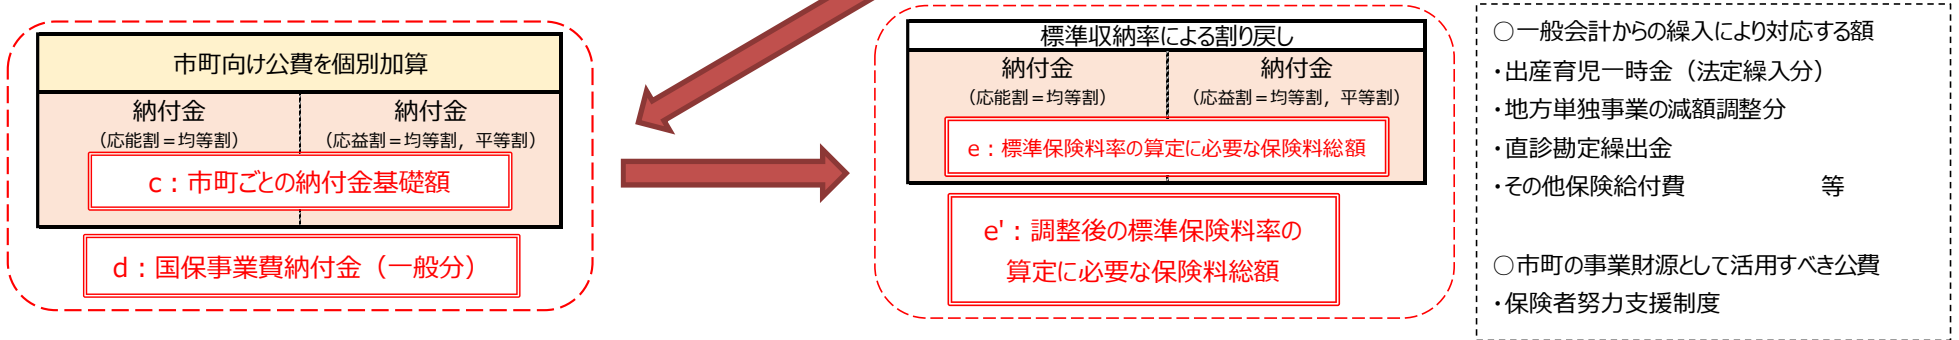 市町向け公費を個別加算
納付金
(応能割=均等割)
納付金
(応益割=均等割, 平等割)
c:市町ごとの納付金基礎額
d:国保事業費納付金(一般分)
標準収納率による割り戻し
納付金
(応能割=均等割)
納付金
(応益割=均等割, 平等割)
e:標準保険料率の算定に必要な保険料総額
e':調整後の標準保険料率の
算定に必要な保険料総額
○一般会計からの繰入により対応する額
・出産育児一時金(法定繰入分)
・地方単独事業の減額調整分
・直診勘定繰出金
・その他保険給付費 等
○市町の事業財源として活用すべき公費
・保険者努力支援制度